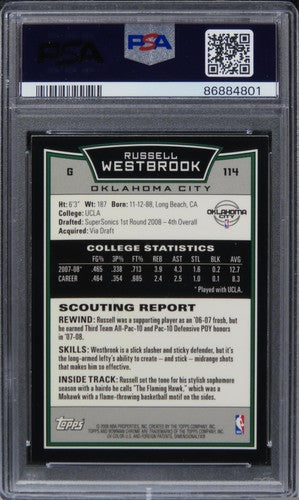 PSA
PSA
86884801
RUSSELL
G WESTBROOK 114
OKLAHOMA CITY
Ht: 6'3" Wt: 187 Born: 11-12-88, Long Beach, CA
College: UCLA
Drafted: SuperSonics 1st Round 2008 – 4th Overall
Acquired: Via Draft
OKLAHOMA CITY
COLLEGE STATISTICS
FG% 3P% FT% REB AST STL BLK AVG
2007-08* .465 .338 .713 3.9 4.3 1.6 0.2 12.7
CAREER .464 .354 .685 2.4 2.5 1.0 0.1 8.3
* Played with UCLA.
SCOUTING REPORT
REWIND: Russell was a supporting player as an '06-07 frosh, but
he earned Third Team All-Pac-10 and Pac-10 Defensive POY honors
in '07-08.
SKILLS: Westbrook is a slick slasher and sticky defender, but it's
the long-armed lefty's ability to create – and stick – midrange shots
that makes him so effective.
INSIDE TRACK: Russell set the tone for his stylish sophomore
season with a haircut he calls "The Flaming Hawk," which was a
Mohawk with a flame-throwing basketball motif on the sides.
Topps
NBA